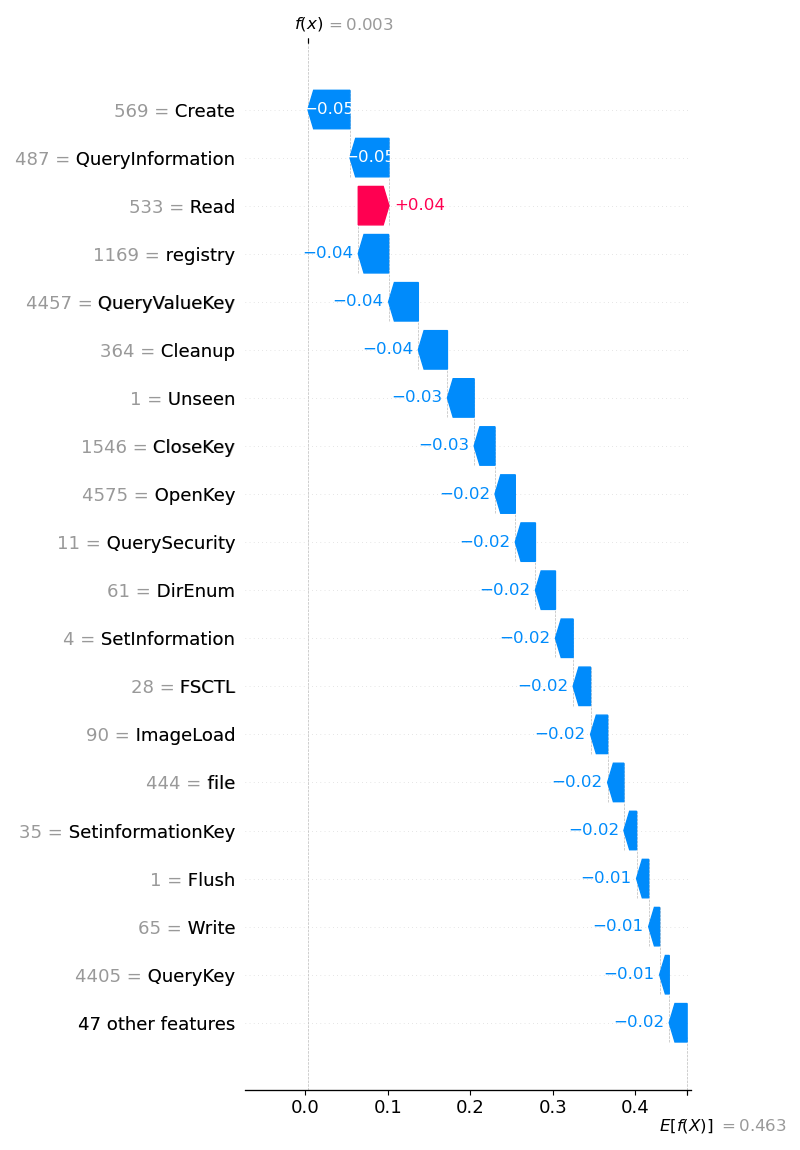 f(x) = 0.003
569 = Create −0.05
487 = QueryInformation −0.05
533 = Read +0.04
1169 = registry −0.04
4457 = QueryValueKey −0.04
364 = Cleanup −0.04
1 = Unseen −0.03
1546 = CloseKey −0.03
4575 = OpenKey −0.02
11 = QuerySecurity −0.02
61 = DirEnum −0.02
4 = SetInformation −0.02
28 = FSCTL −0.02
90 = ImageLoad −0.02
444 = file −0.02
35 = SetinformationKey −0.02
1 = Flush −0.01
65 = Write −0.01
4405 = QueryKey −0.01
47 other features −0.02
0.0 0.1 0.2 0.3 0.4
E[f(X)] = 0.463